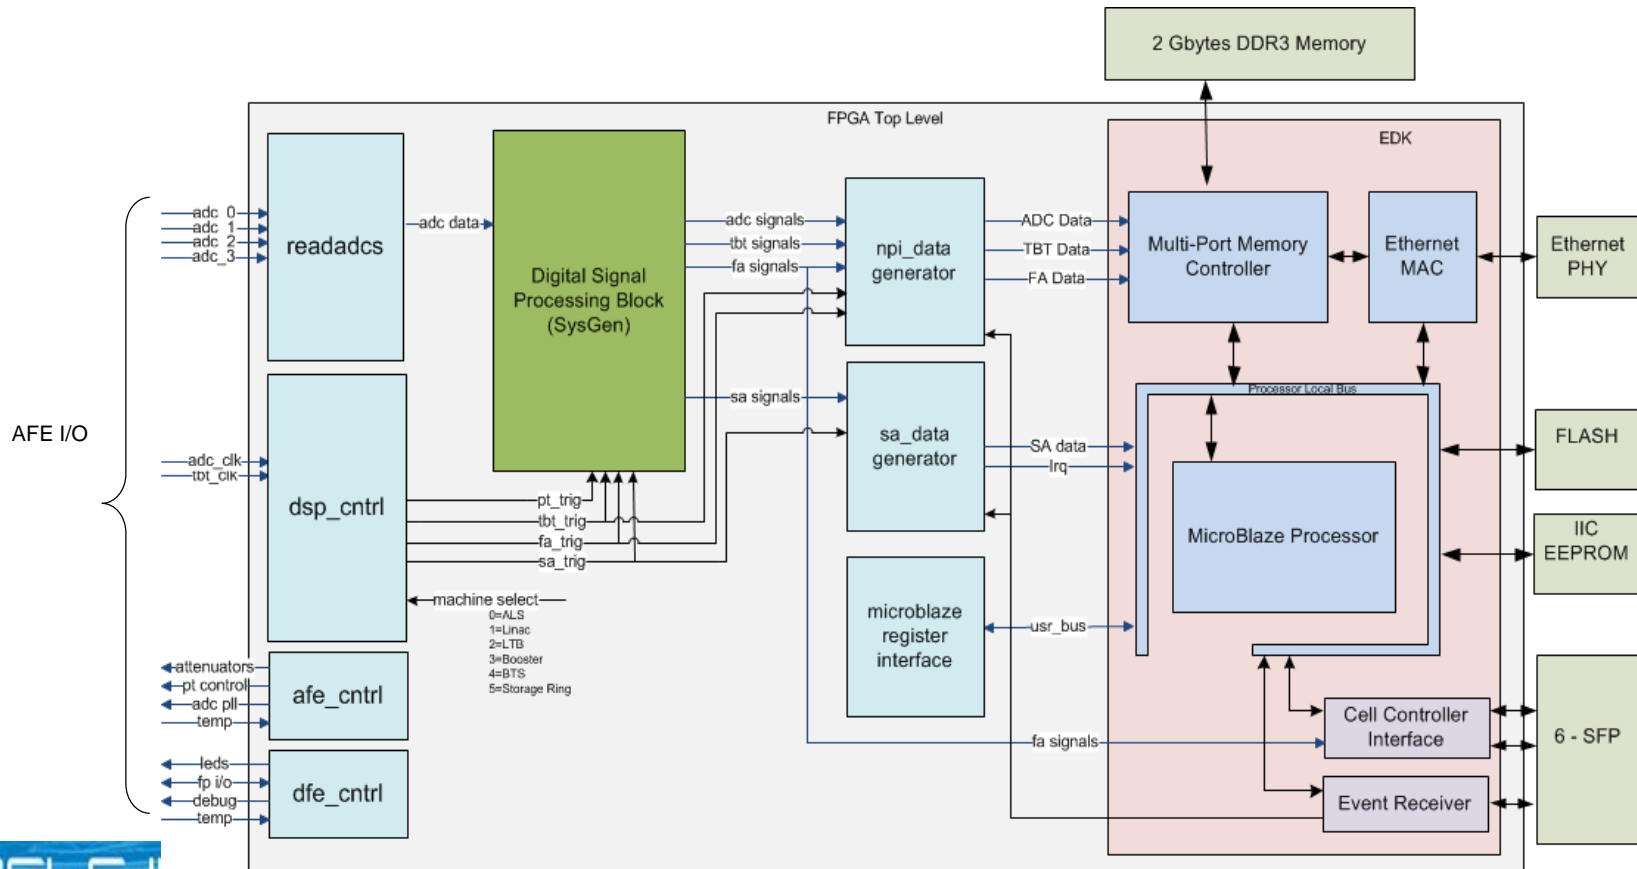 2 Gbytes DDR3 Memory
FPGA Top Level
EDK
adc_0
adc_1
adc_2
adc_3
readadcs
adc data
Digital Signal
Processing Block
(SysGen)
adc signals
tbt signals
fa signals
npi_data
generator
ADC Data
TBT Data
FA Data
Multi-Port Memory
Controller
Ethernet
MAC
Ethernet
PHY
Processor Local Bus
sa signals
sa_data
generator
SA data
Irq
MicroBlaze Processor
FLASH
IIC
EEPROM
AFE I/O
adc_clk
tbt_clk
dsp_cntrl
pt_trig
tbt_trig
fa_trig
sa_trig
machine select
0=ALS
1=Linac
2=LTB
3=Booster
4=BTS
5=Storage Ring
microblaze
register
interface
usr_bus
attenuators
pt control
adc pll
temp
afe_cntrl
fa signals
Cell Controller
Interface
6 - SFP
leds
fp i/o
debug
temp
dfe_cntrl
Event Receiver